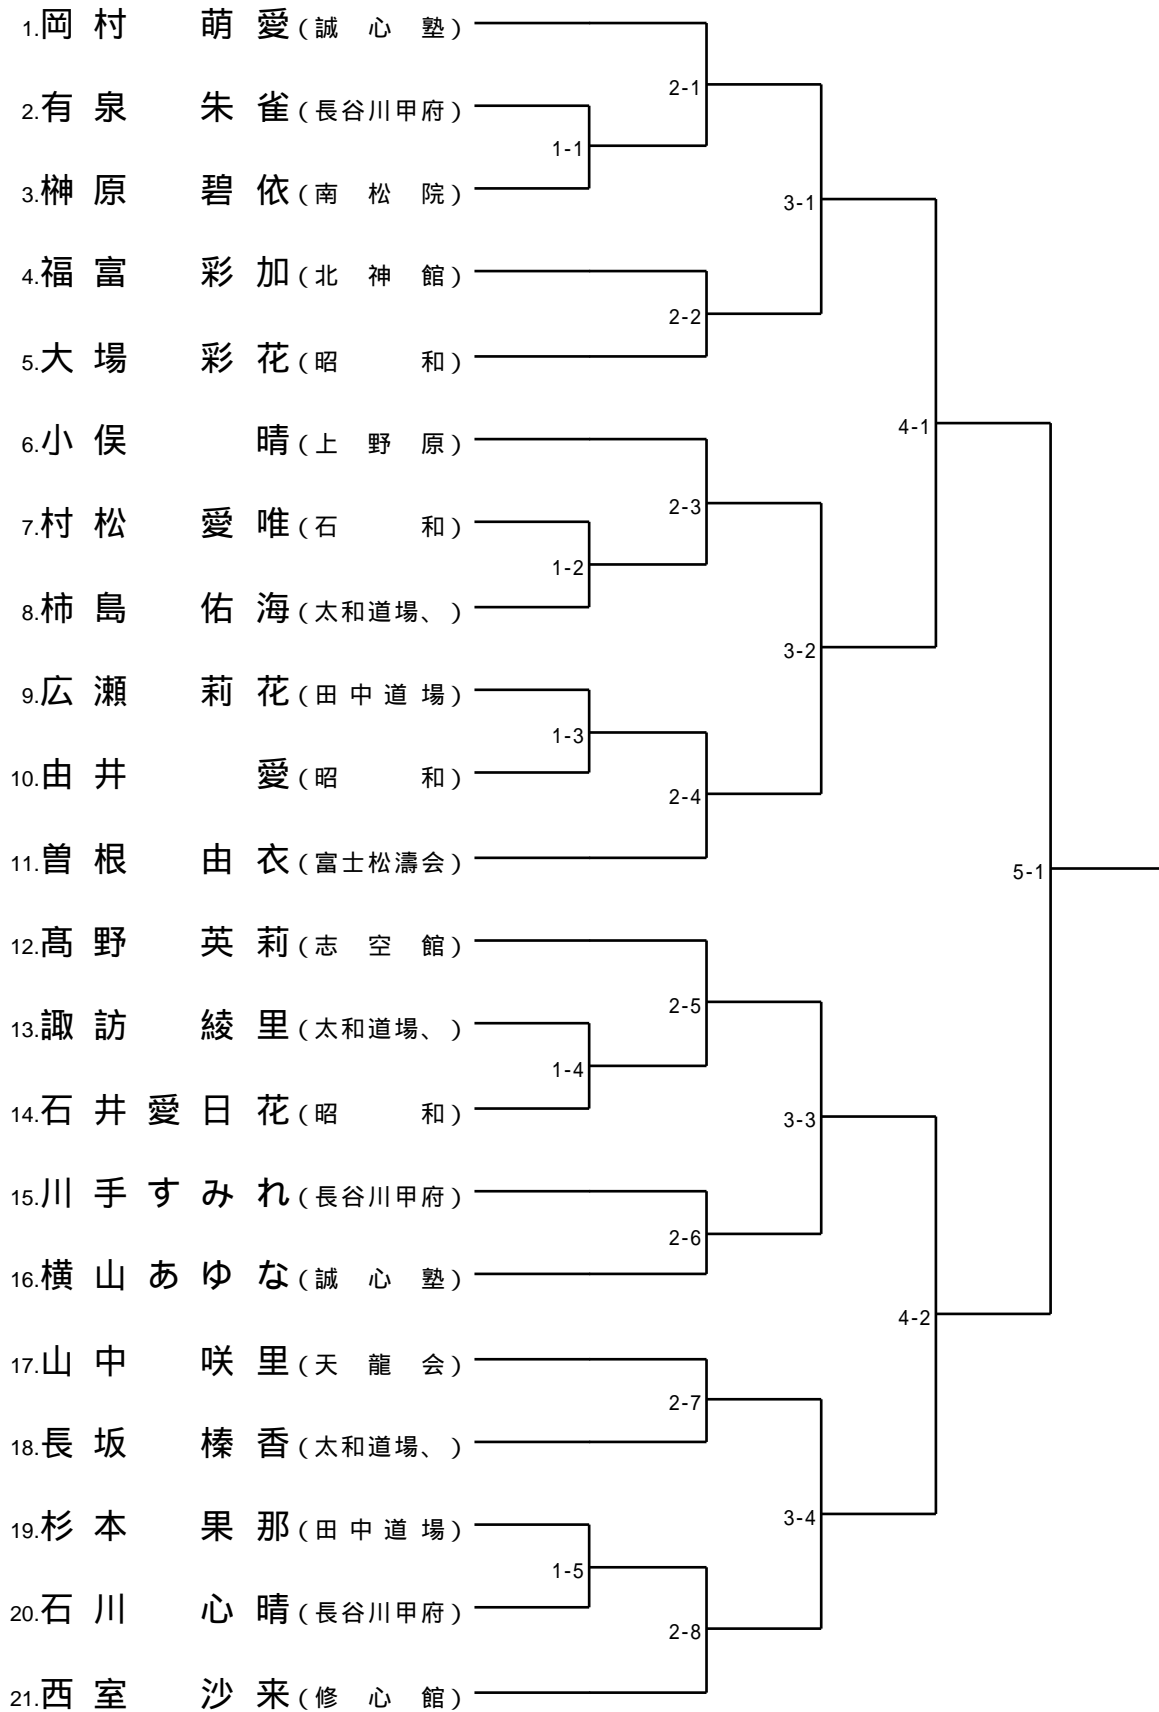 1.岡村 萌愛(誠心塾)
2-1
2.有泉 朱雀(長谷川甲府)
1-1
3.榊原 碧依(南松院)
3-1
4.福富 彩加(北神館)
2-2
5.大場 彩花(昭和)
4-1
6.小俣 晴(上野原)
2-3
7.村松 愛唯(石和)
1-2
8.柿島 佑海(太和道場、)
3-2
9.広瀬 莉花(田中道場)
1-3
10.由井 愛(昭和)
2-4
11.曽根 由衣(富士松濤会)
5-1
12.髙野 英莉(志空館)
2-5
13.諏訪 綾里(太和道場、)
1-4
14.石井愛日花(昭和)
3-3
15.川手すみれ(長谷川甲府)
2-6
16.横山あゆな(誠心塾)
4-2
17.山中 咲里(天龍会)
2-7
18.長坂 榛香(太和道場、)
3-4
19.杉本 果那(田中道場)
1-5
20.石川 心晴(長谷川甲府)
2-8
21.西室 沙来(修心館)